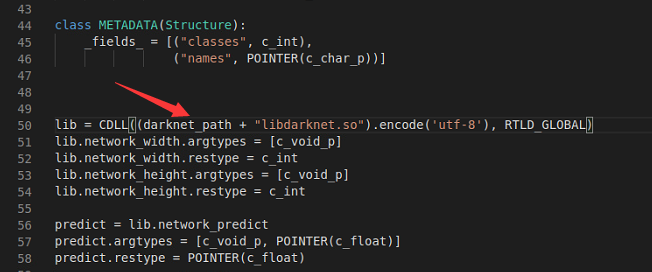 43
44 class METADATA(Structure):
45     _fields_ = [("classes", c_int),
46                 ("names", POINTER(c_char_p))]
47
48
49
50 lib = CDLL((darknet_path + "libdarknet.so").encode('utf-8'), RTLD_GLOBAL)
51 lib.network_width.argtypes = [c_void_p]
52 lib.network_width.restype = c_int
53 lib.network_height.argtypes = [c_void_p]
54 lib.network_height.restype = c_int
55
56 predict = lib.network_predict
57 predict.argtypes = [c_void_p, POINTER(c_float)]
58 predict.restype = POINTER(c_float)